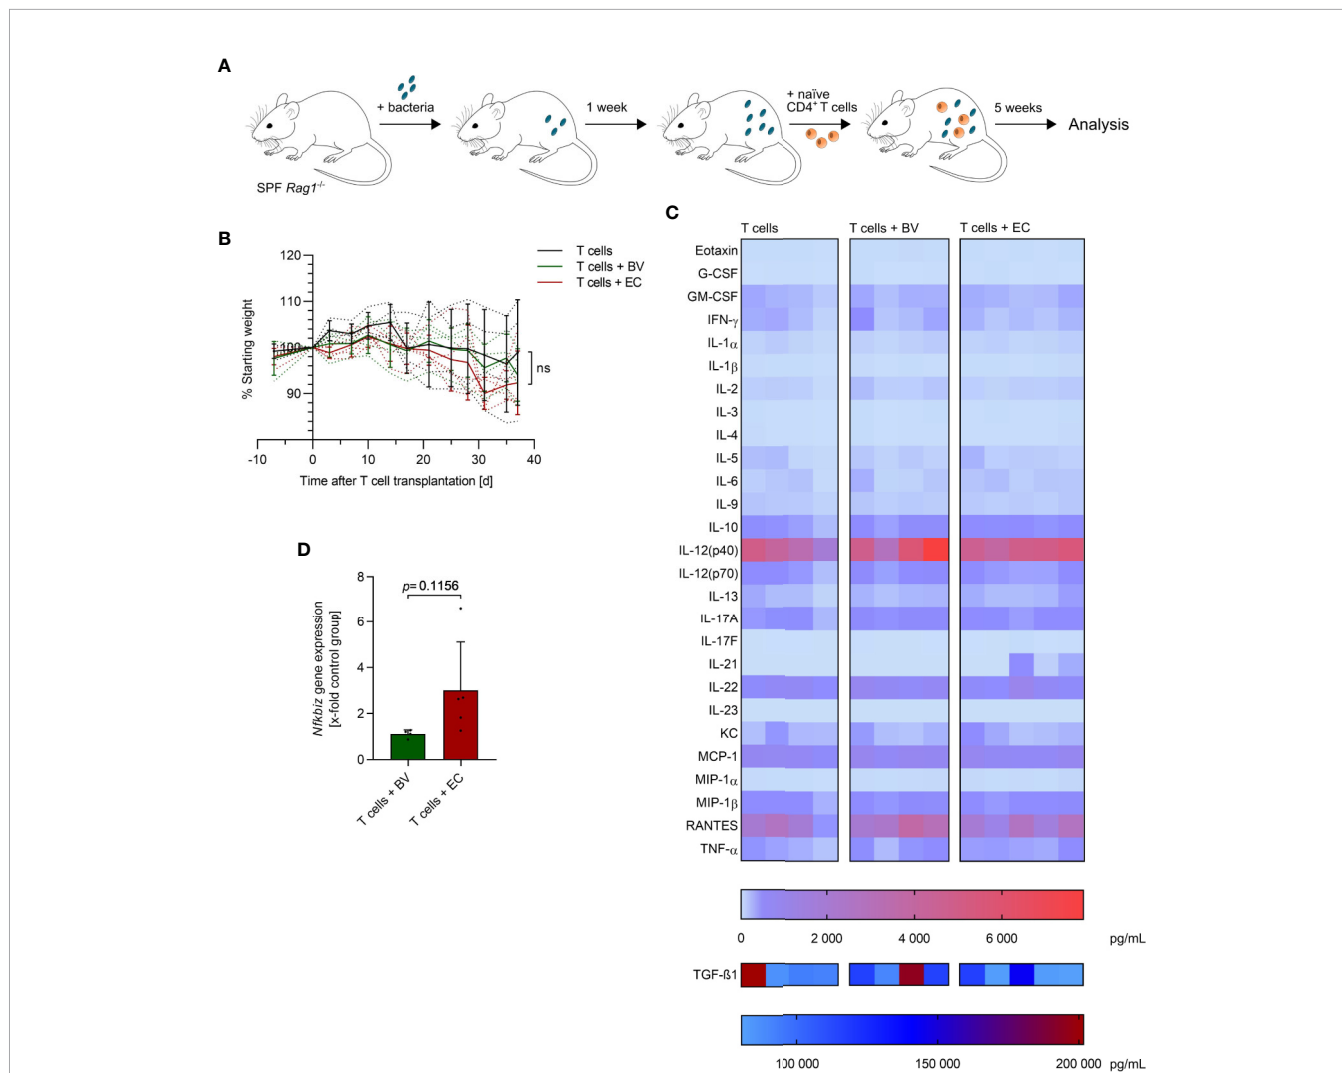 A
+ bacteria
1 week
+ naïve
CD4+ T cells
5 weeks
Analysis
SPF Rag1-/-
B
T cells
T cells + BV
T cells + EC
120
110
100
90
% Starting weight
ns
-10
0
10
20
30
40
Time after T cell transplantation [d]
C
T cells
T cells + BV
T cells + EC
Eotaxin
G-CSF
GM-CSF
IFN-γ
IL-1α
IL-1β
IL-2
IL-3
IL-4
IL-5
IL-6
IL-9
IL-10
IL-12(p40)
IL-12(p70)
IL-13
IL-17A
IL-17F
IL-21
IL-22
IL-23
KC
MCP-1
MIP-1α
MIP-1β
RANTES
TNF-α
0
2 000
4 000
6 000
pg/mL
TGF-ß1
100 000
150 000
200 000
pg/mL
D
8
6
4
2
0
Nfkbiz gene expression
[x-fold control group]
p= 0.1156
T cells + BV
T cells + EC